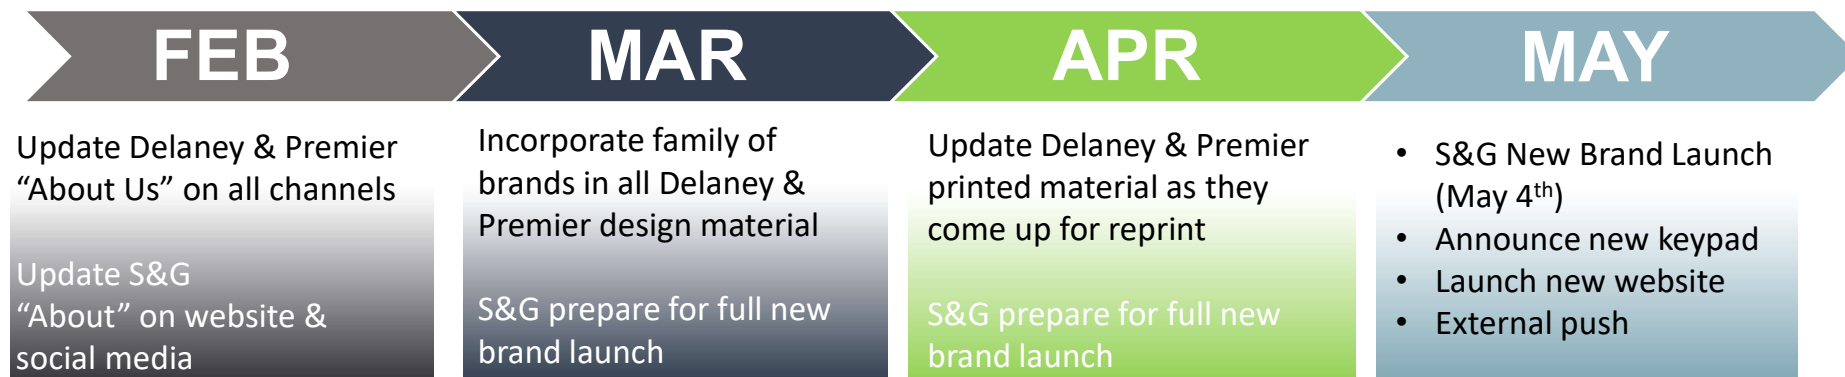 FEB
MAR
APR
MAY
Update Delaney & Premier
“About Us” on all channels
Update S&G
“About” on website &
social media
Incorporate family of
brands in all Delaney &
Premier design material
S&G prepare for full new
brand launch
Update Delaney & Premier
printed material as they
come up for reprint
S&G prepare for full new
brand launch
• S&G New Brand Launch
(May 4th)
• Announce new keypad
• Launch new website
• External push